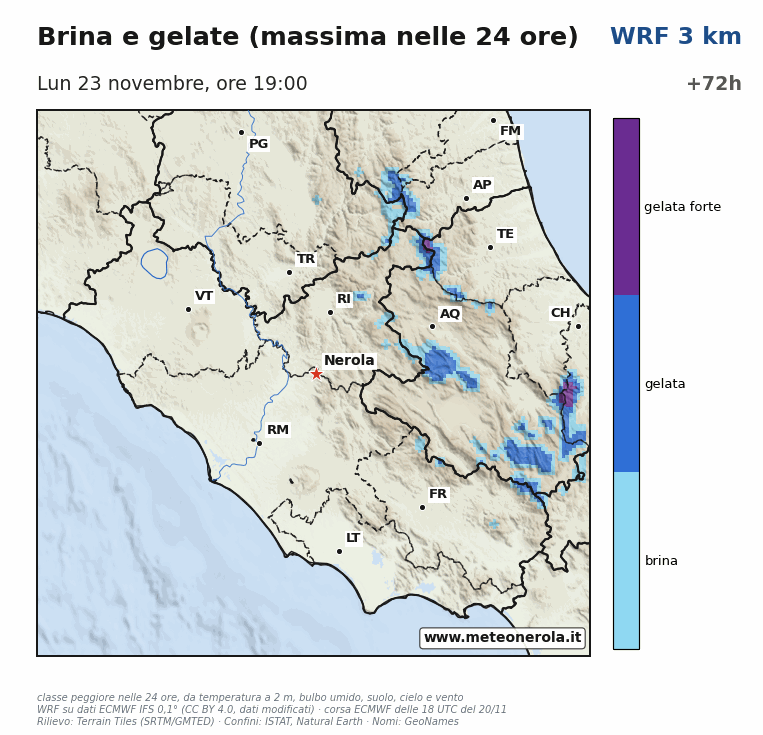 Brina e gelate (massima nelle 24 ore)
WRF 3 km
Lun 23 novembre, ore 19:00
+72h
FM
PG
AP
TE
TR
VT
RI
AQ
CH
Nerola
RM
FR
LT
www.meteonerola.it
gelata forte
gelata
brina
classe peggiore nelle 24 ore, da temperatura a 2 m, bulbo umido, suolo, cielo e vento
WRF su dati ECMWF IFS 0,1° (CC BY 4.0, dati modificati) · corsa ECMWF delle 18 UTC del 20/11
Rilievo: Terrain Tiles (SRTM/GMTED) · Confini: ISTAT, Natural Earth · Nomi: GeoNames